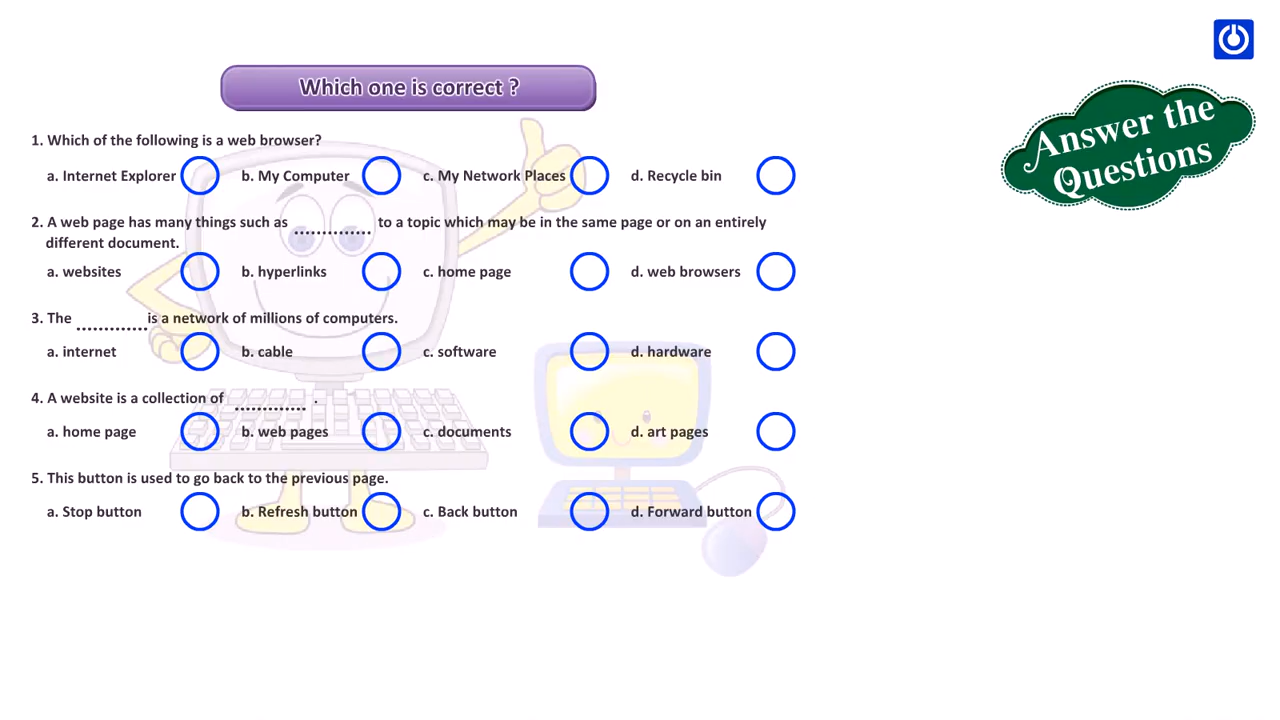 Which one is correct ?
Answer the
Questions
1. Which of the following is a web browser?
a. Internet Explorer b. My Computer c. My Network Places d. Recycle bin
2. A web page has many things such as ............. to a topic which may be in the same page or on an entirely
different document.
a. websites b. hyperlinks c. home page d. web browsers
3. The ............. is a network of millions of computers.
a. internet b. cable c. software d. hardware
4. A website is a collection of ............. .
a. home page b. web pages c. documents d. art pages
5. This button is used to go back to the previous page.
a. Stop button b. Refresh button c. Back button d. Forward button